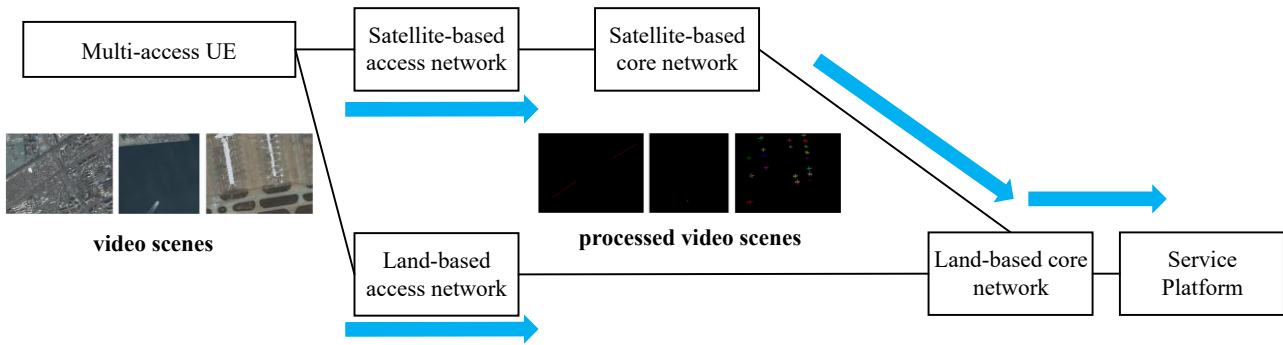 Multi-access UE
Satellite-based
access network
Satellite-based
core network
video scenes
processed video scenes
Land-based
access network
Land-based core
network
Service
Platform